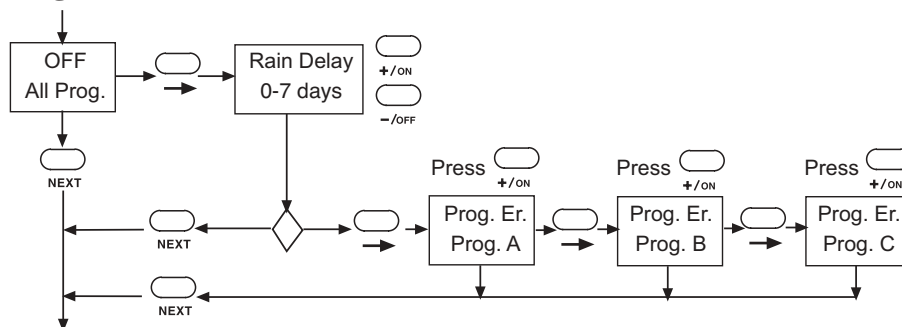 OFF
All Prog.
Rain Delay
0-7 days
+/ON
−/OFF
NEXT
Press
+/ON
Press
+/ON
Press
+/ON
Prog. Er.
Prog. A
Prog. Er.
Prog. B
Prog. Er.
Prog. C
NEXT
NEXT